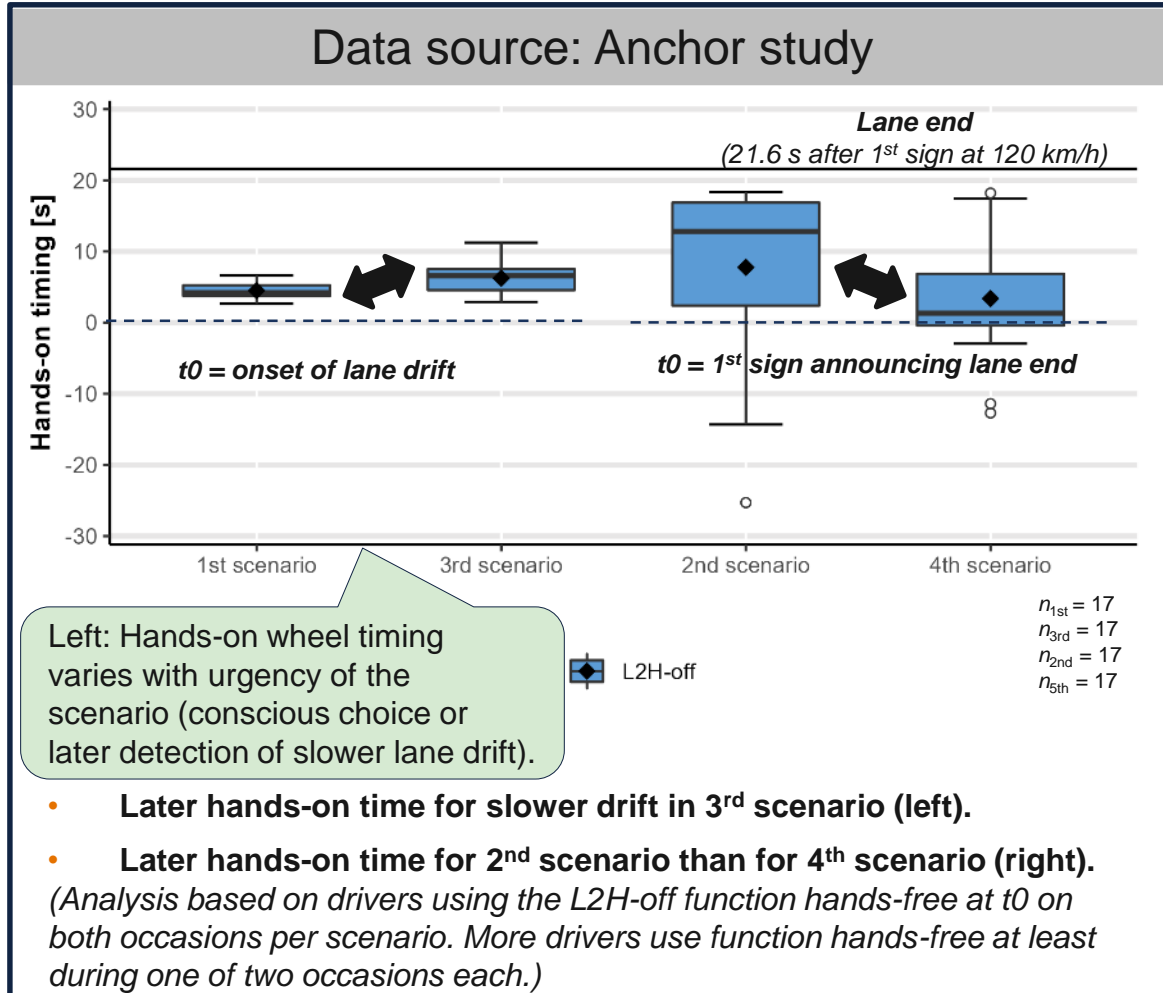 Data source: Anchor study
30
20
10
0
-10
-20
-30
Hands-on timing [s]
Lane end
(21.6 s after 1st sign at 120 km/h)
t0 = onset of lane drift
t0 = 1st sign announcing lane end
1st scenario
3rd scenario
2nd scenario
4th scenario
n1st = 17
n3rd = 17
n2nd = 17
n5th = 17
L2H-off
Left: Hands-on wheel timing
varies with urgency of the
scenario (conscious choice or
later detection of slower lane drift).
• Later hands-on time for slower drift in 3rd scenario (left).
• Later hands-on time for 2nd scenario than for 4th scenario (right).
(Analysis based on drivers using the L2H-off function hands-free at t0 on
both occasions per scenario. More drivers use function hands-free at least
during one of two occasions each.)